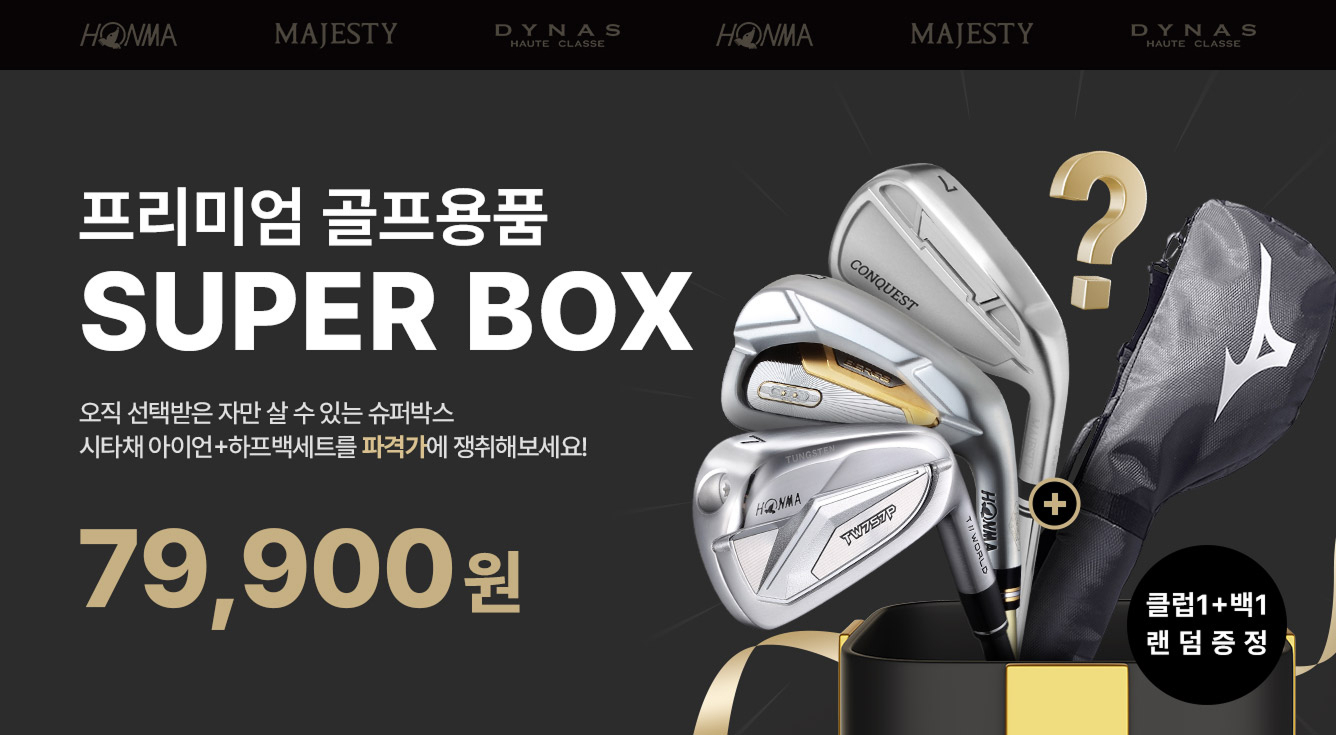 HONMA MAJESTY DYNAS HAUTE CLASSE HONMA MAJESTY DYNAS HAUTE CLASSE
프리미엄 골프용품
SUPER BOX
오직 선택받은 자만 살 수 있는 슈퍼박스
시타채 아이언+하프백세트를 파격가에 쟁취해보세요!
79,900원
7
CONQUEST
?
BERES
7
TUNGSTEN
HONMA
TW757P
HONMA
T//WORLD
+
클럽1+백1
랜덤증정